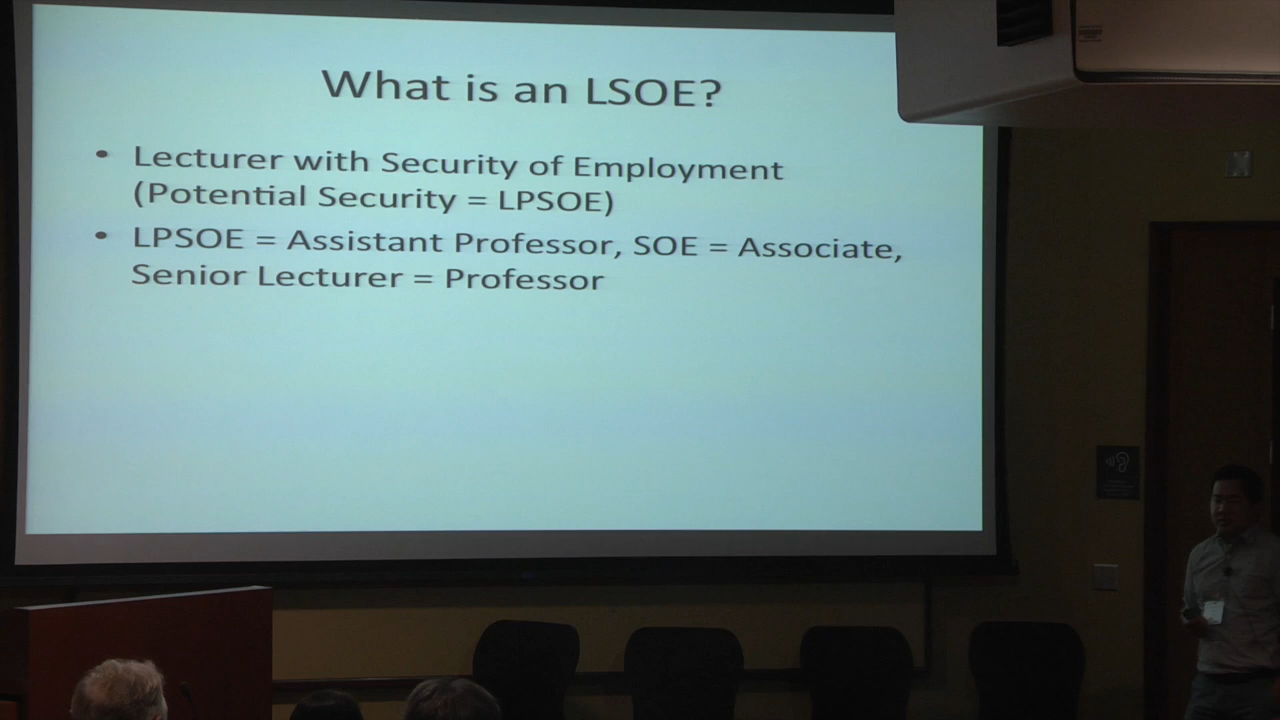 What is an LSOE?
• Lecturer with Security of Employment
(Potential Security = LPSOE)
• LPSOE = Assistant Professor, SOE = Associate,
Senior Lecturer = Professor